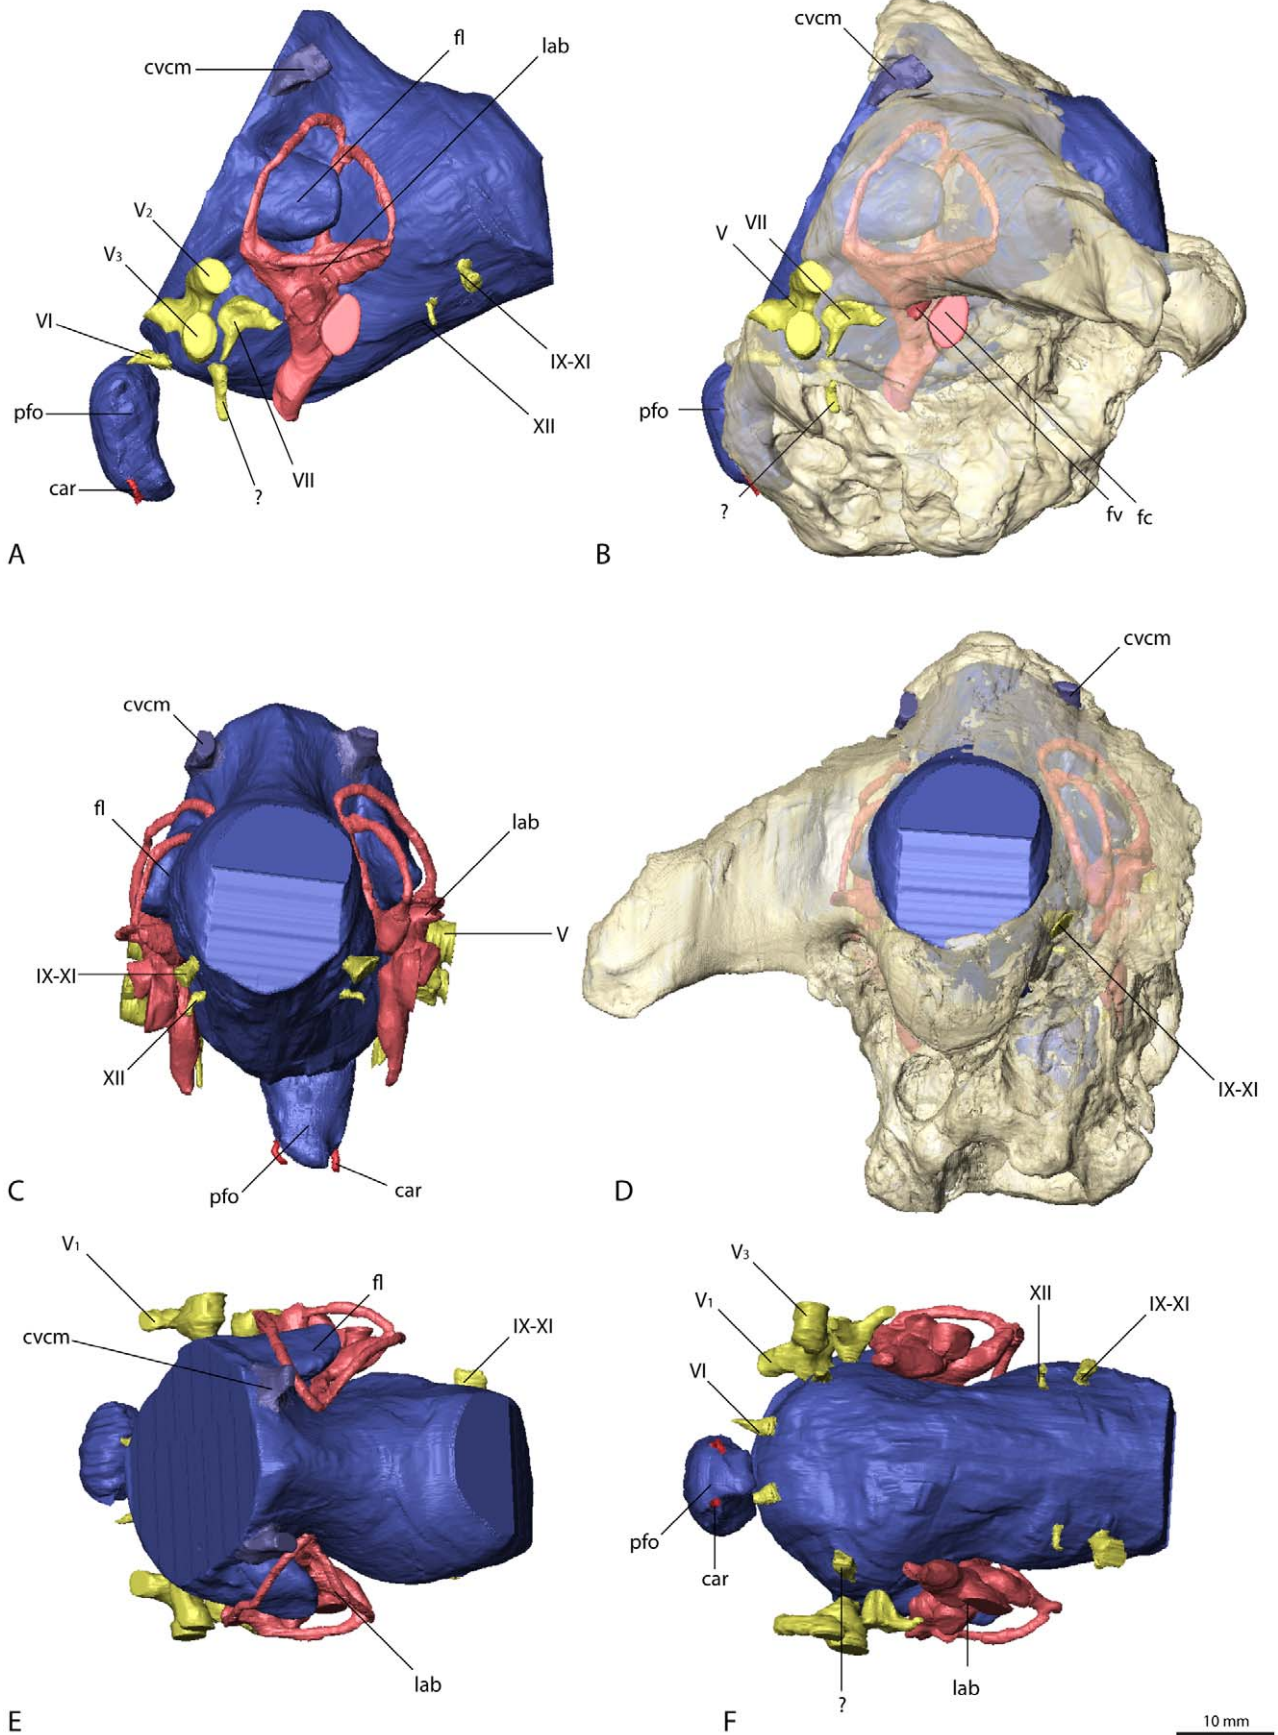 cvcm
fl
lab
V2
V3
VI
pfo
car
?
VII
XII
IX-XI
A
cvcm
VII
V
pfo
?
fv
fc
B
cvcm
fl
lab
V
IX-XI
XII
pfo
car
C
cvcm
IX-XI
D
V1
fl
cvcm
IX-XI
lab
E
V3
V1
XII
IX-XI
VI
pfo
car
?
lab
F
10 mm